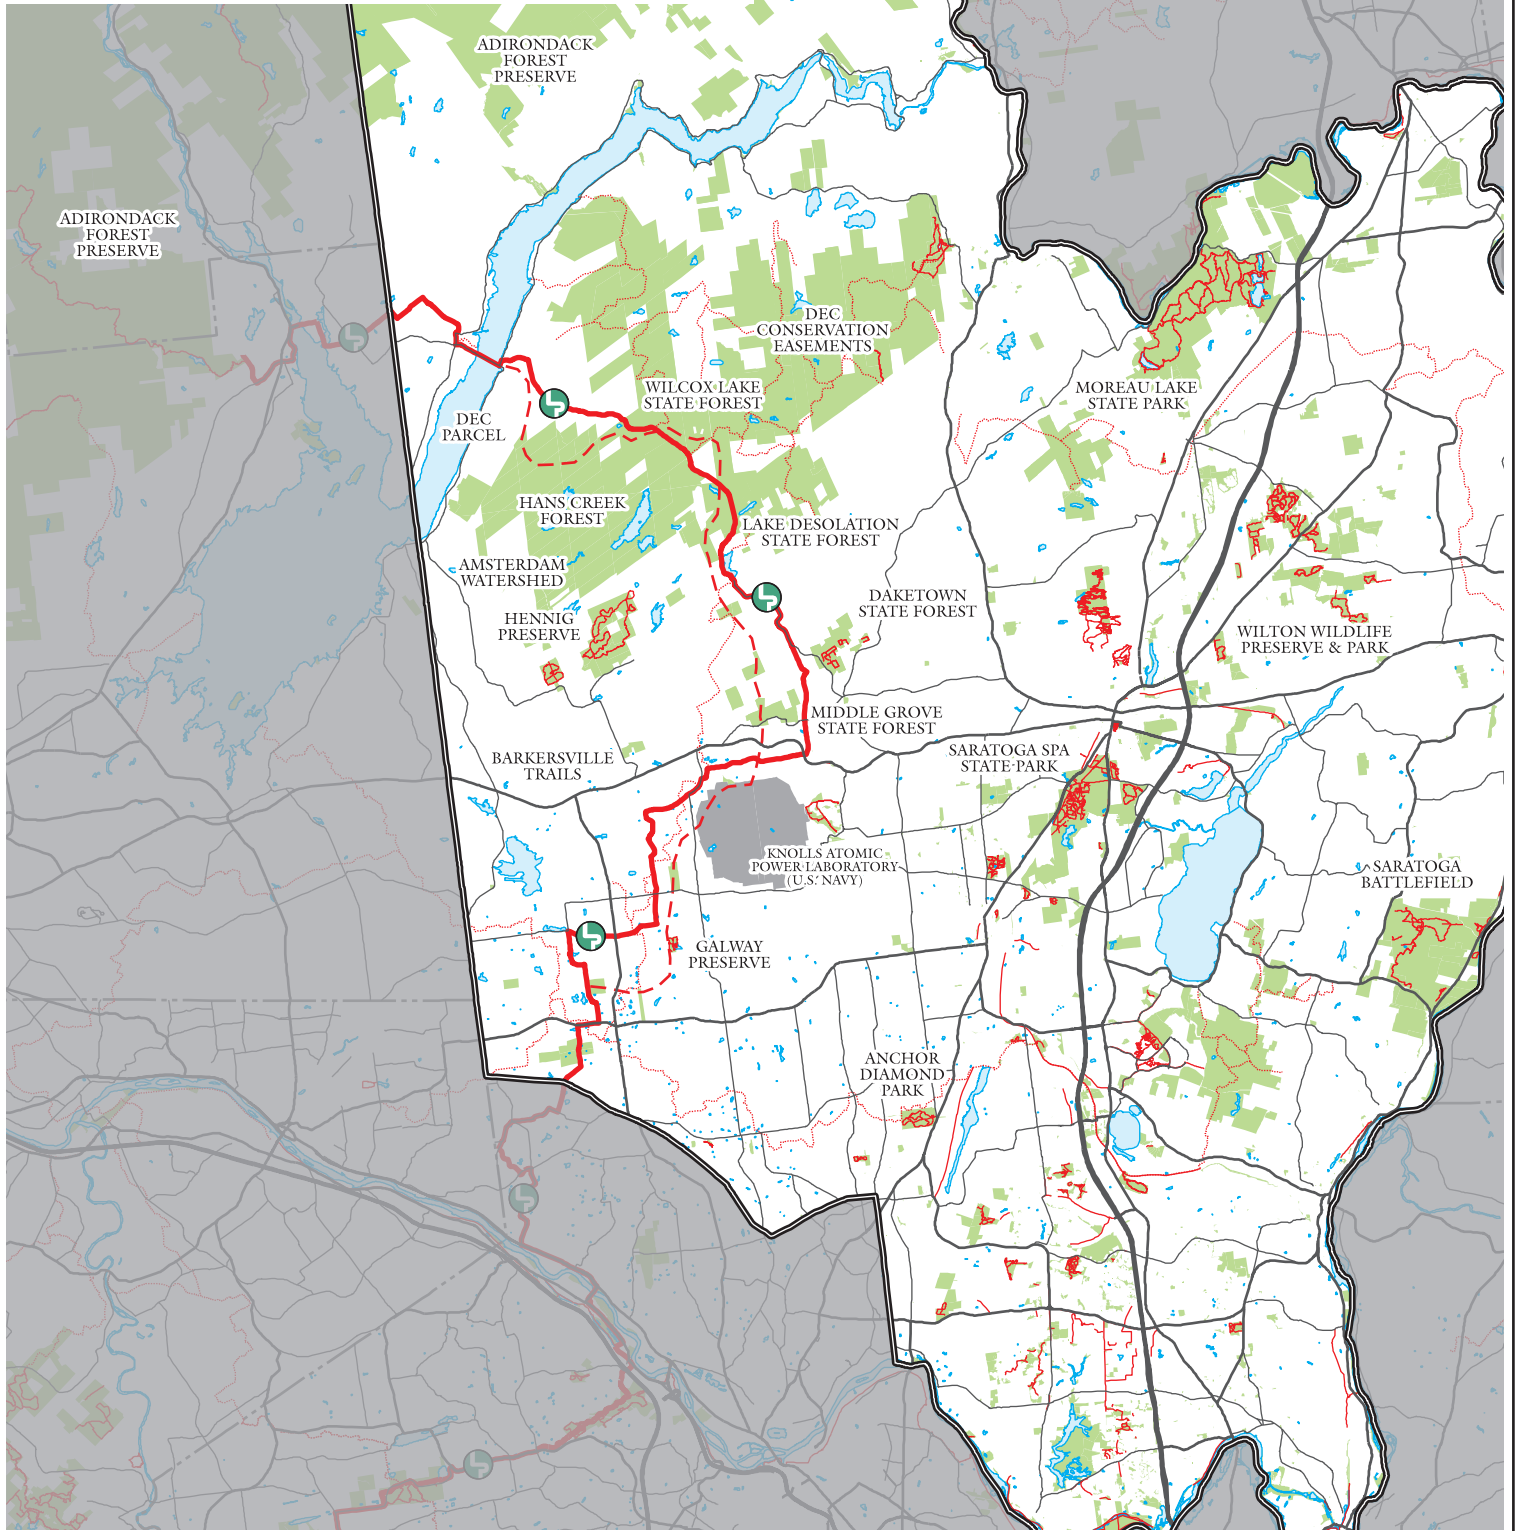 ADIRONDACK
FOREST
PRESERVE
ADIRONDACK
FOREST
PRESERVE
DEC
CONSERVATION
EASEMENTS
WILCOX LAKE
STATE FOREST
MOREAU LAKE
STATE PARK
DEC
PARCEL
HANS CREEK
FOREST
LAKE DESOLATION
STATE FOREST
AMSTERDAM
WATERSHED
DAKETOWN
STATE FOREST
HENNIG
PRESERVE
WILTON WILDLIFE
PRESERVE & PARK
MIDDLE GROVE
STATE FOREST
BARKERSVILLE
TRAILS
SARATOGA SPA
STATE PARK
KNOLLS ATOMIC
POWER LABORATORY
(U.S. NAVY)
SARATOGA
BATTLEFIELD
GALWAY
PRESERVE
ANCHOR
DIAMOND
PARK